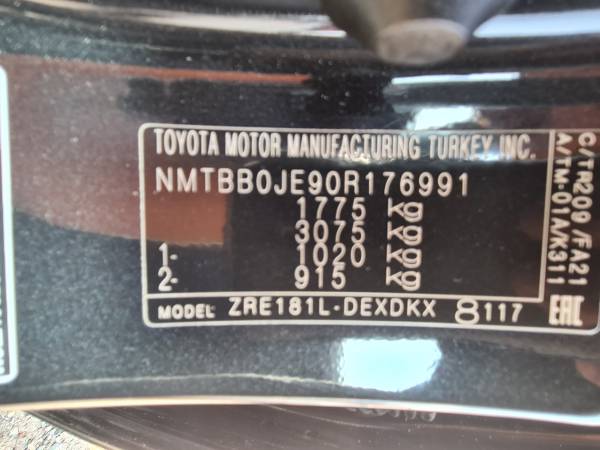 TOYOTA MOTOR MANUFACTURING TURKEY INC.
NMTBB0JE90R176991
1775 kg
3075 kg
1- 1020 kg
2- 915 kg
MODEL ZRE181L-DEXDKX 8117
C/TR209/FA21
A/TM-01A/K311
EAC